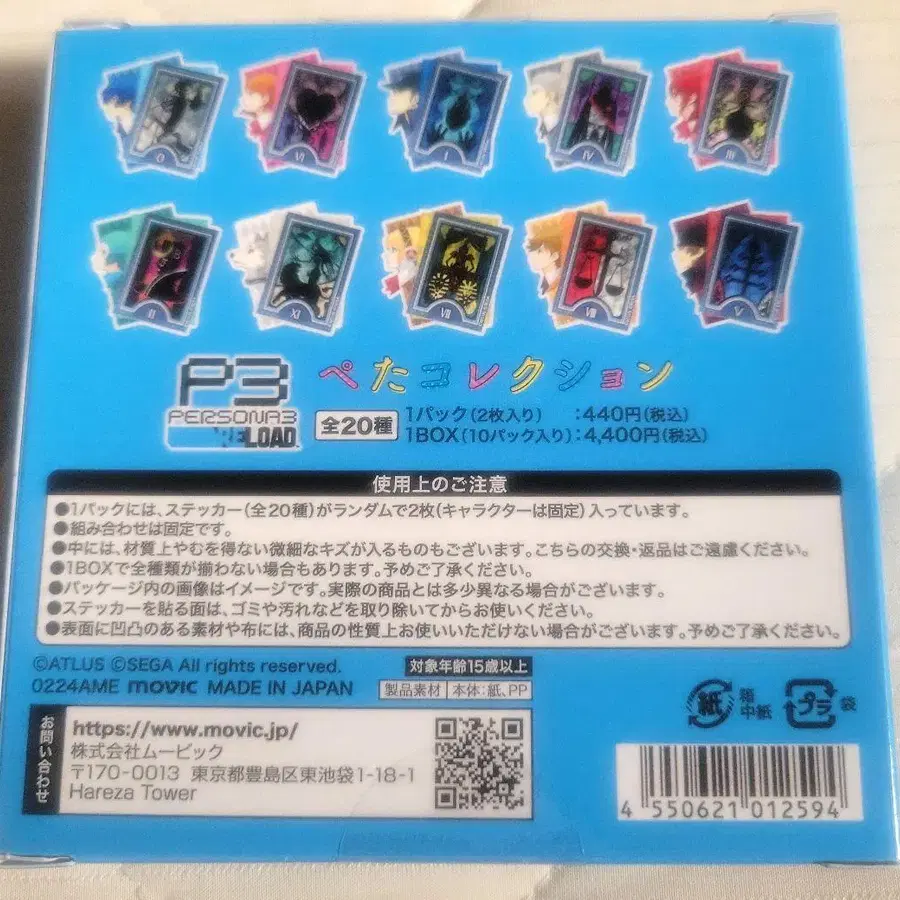 0
VI
I
IV
III
II
XI
VII
VIII
V
P3
PERSONA3
RELOAD
ぺたコレクション
全20種
1パック(2枚入り) :440円(税込)
1BOX(10パック入り):4,400円(税込)
使用上のご注意
●1パックには、ステッカー(全20種)がランダムで2枚(キャラクターは固定)入っています。
●組み合わせは固定です。
●中には、材質上やむを得ない微細なキズが入るものもございます。こちらの交換・返品はご遠慮ください。
●1BOXで全種類が揃わない場合もあります。予めご了承ください。
●パッケージ内の画像はイメージです。実際の商品とは多少異なる場合がございます。
●ステッカーを貼る面は、ゴミや汚れなどを取り除いてからお使いください。
●表面に凹凸のある素材や布には、商品の性質上お使いいただけない場合がございます。予めご了承ください。
©ATLUS ©SEGA All rights reserved.
対象年齢15歳以上
0224AME movic MADE IN JAPAN
製品素材 本体:紙、PP
紙 箱 中紙
プラ 袋
お問い合わせ
https://www.movic.jp/
株式会社ムービック
〒170-0013 東京都豊島区東池袋1-18-1
Hareza Tower
4 550621 012594